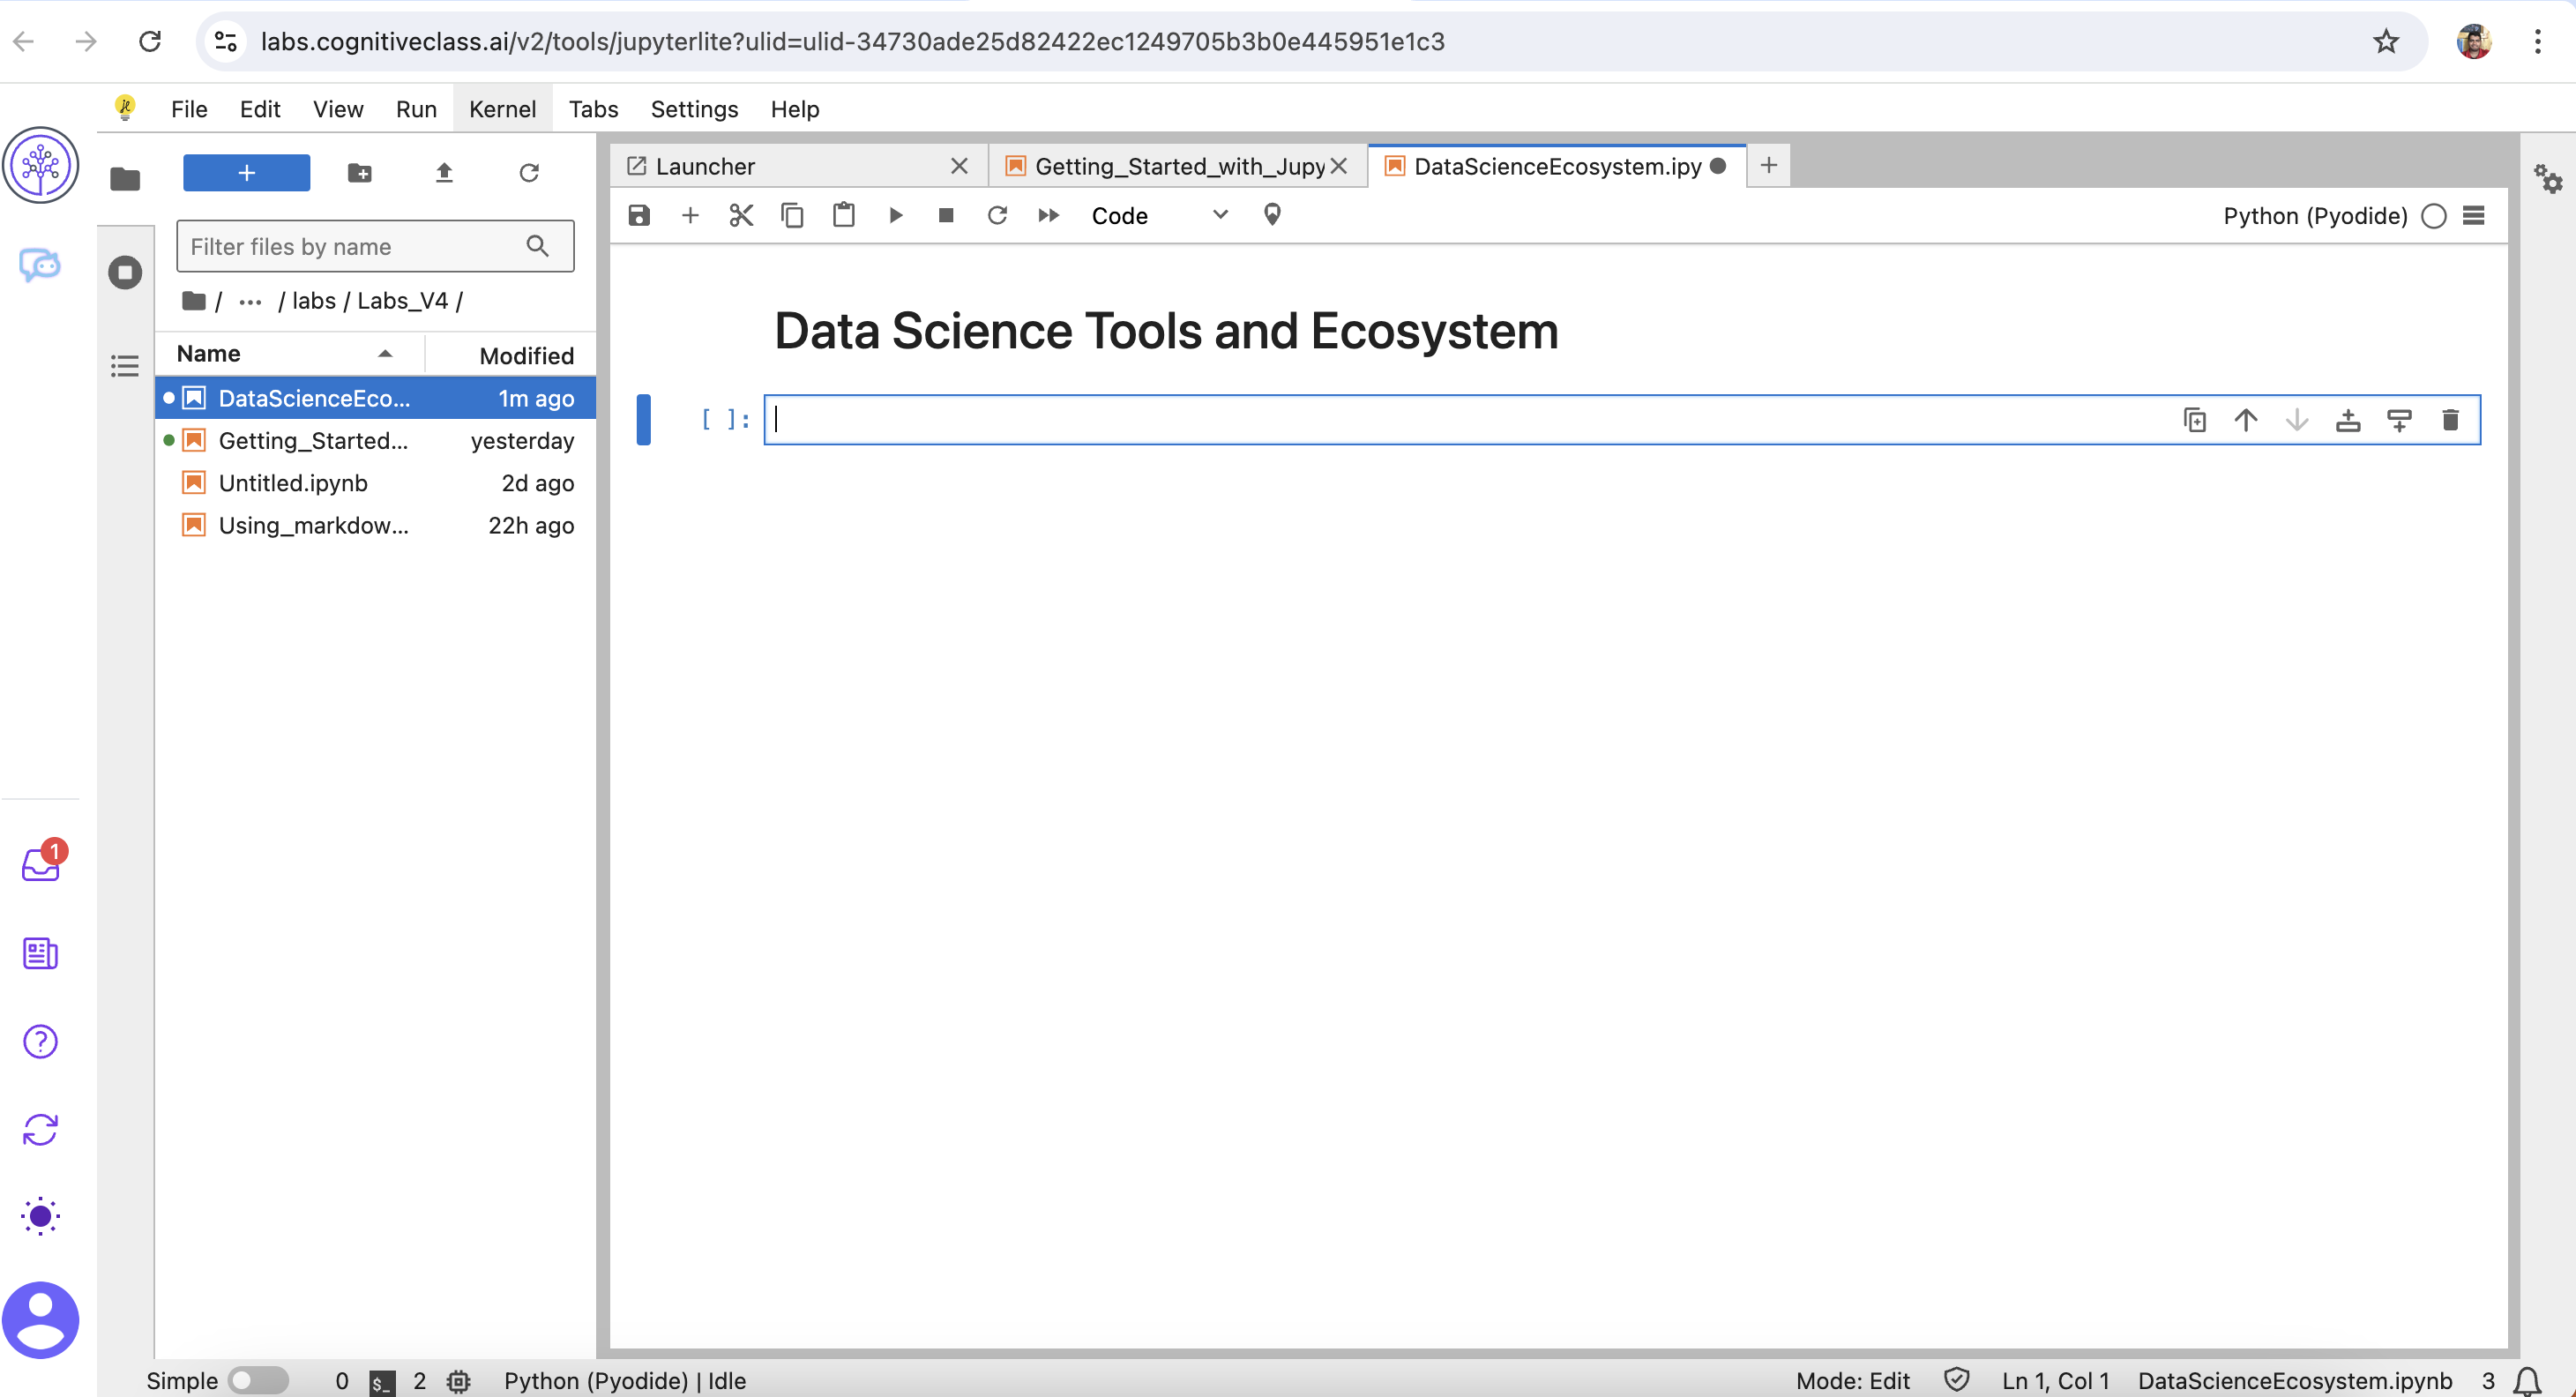 labs.cognitiveclass.ai/v2/tools/jupyterlite?ulid=ulid-34730ade25d82422ec1249705b3b0e445951e1c3
File Edit View Run Kernel Tabs Settings Help
Launcher Getting_Started_with_Jupy DataScienceEcosystem.ipy
Code Python (Pyodide)
Filter files by name
/ ... / labs / Labs_V4 /
Name Modified
DataScienceEco... 1m ago
Getting_Started... yesterday
Untitled.ipynb 2d ago
Using_markdow... 22h ago
Data Science Tools and Ecosystem
[ ]:
1
Simple 0 $_ 2 Python (Pyodide) | Idle Mode: Edit Ln 1, Col 1 DataScienceEcosystem.ipynb 3